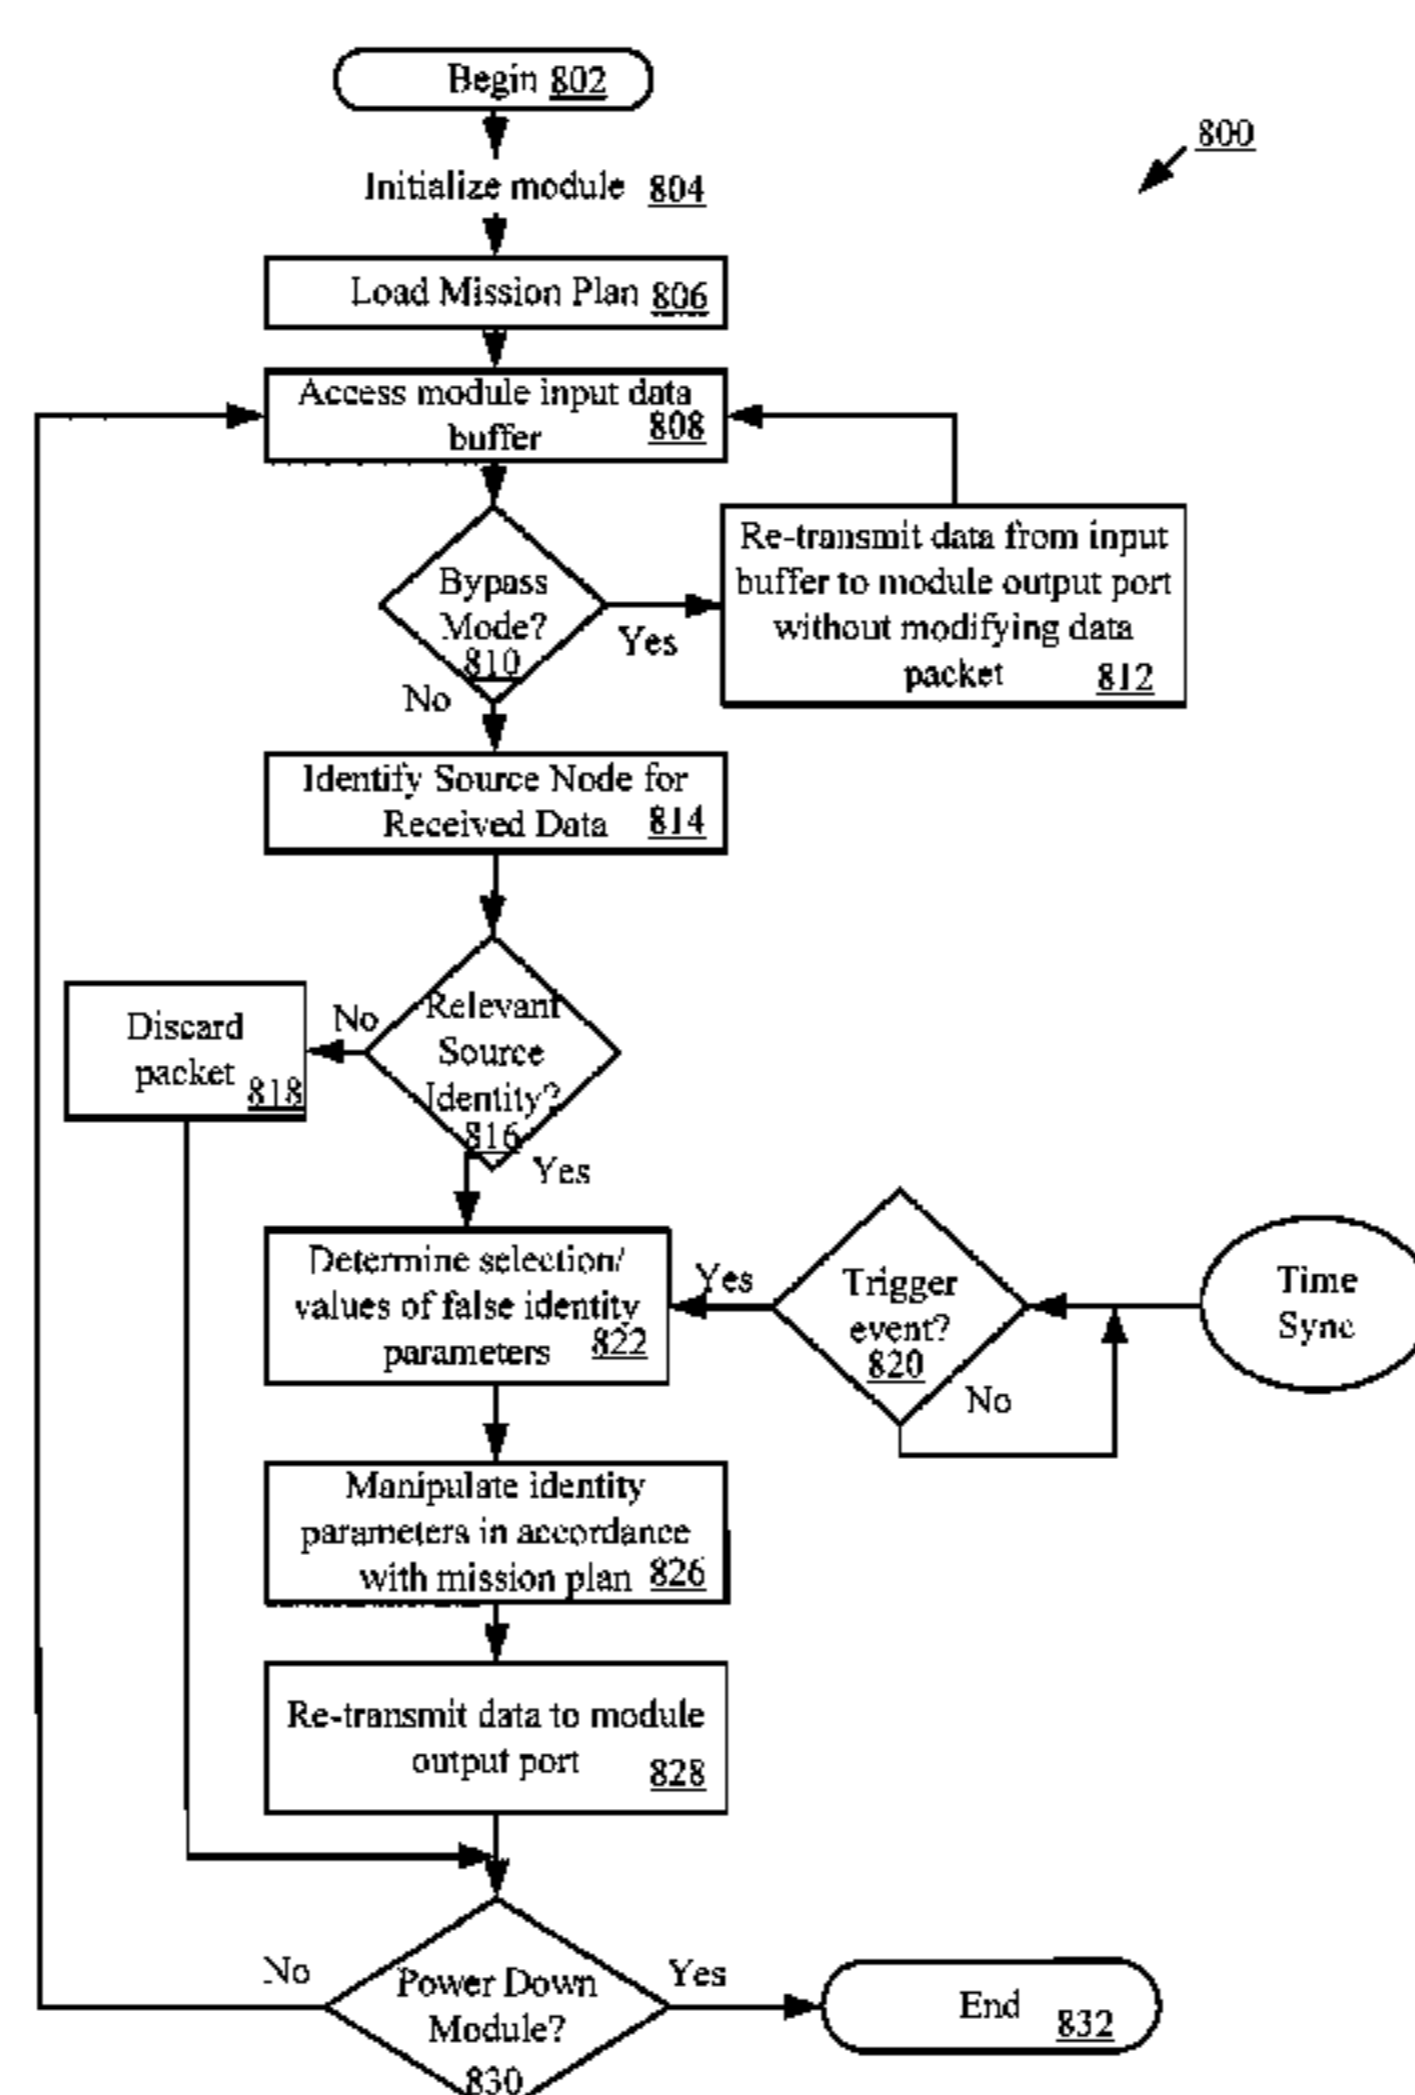 Begin 802
800
Initialize module 804
Load Mission Plan 806
Access module input data
buffer 808
Re-transmit data from input
buffer to module output port
without modifying data
packet 812
Bypass
Mode?
810
Yes
No
Identify Source Node for
Received Data 814
Relevant
Source
Identity?
816
No
Discard
packet 818
Yes
Determine selection/
values of false identity
parameters 822
Yes
Trigger
event?
820
No
Time
Sync
Manipulate identity
parameters in accordance
with mission plan 826
Re-transmit data to module
output port
828
No
Power Down
Module?
830
Yes
End 832